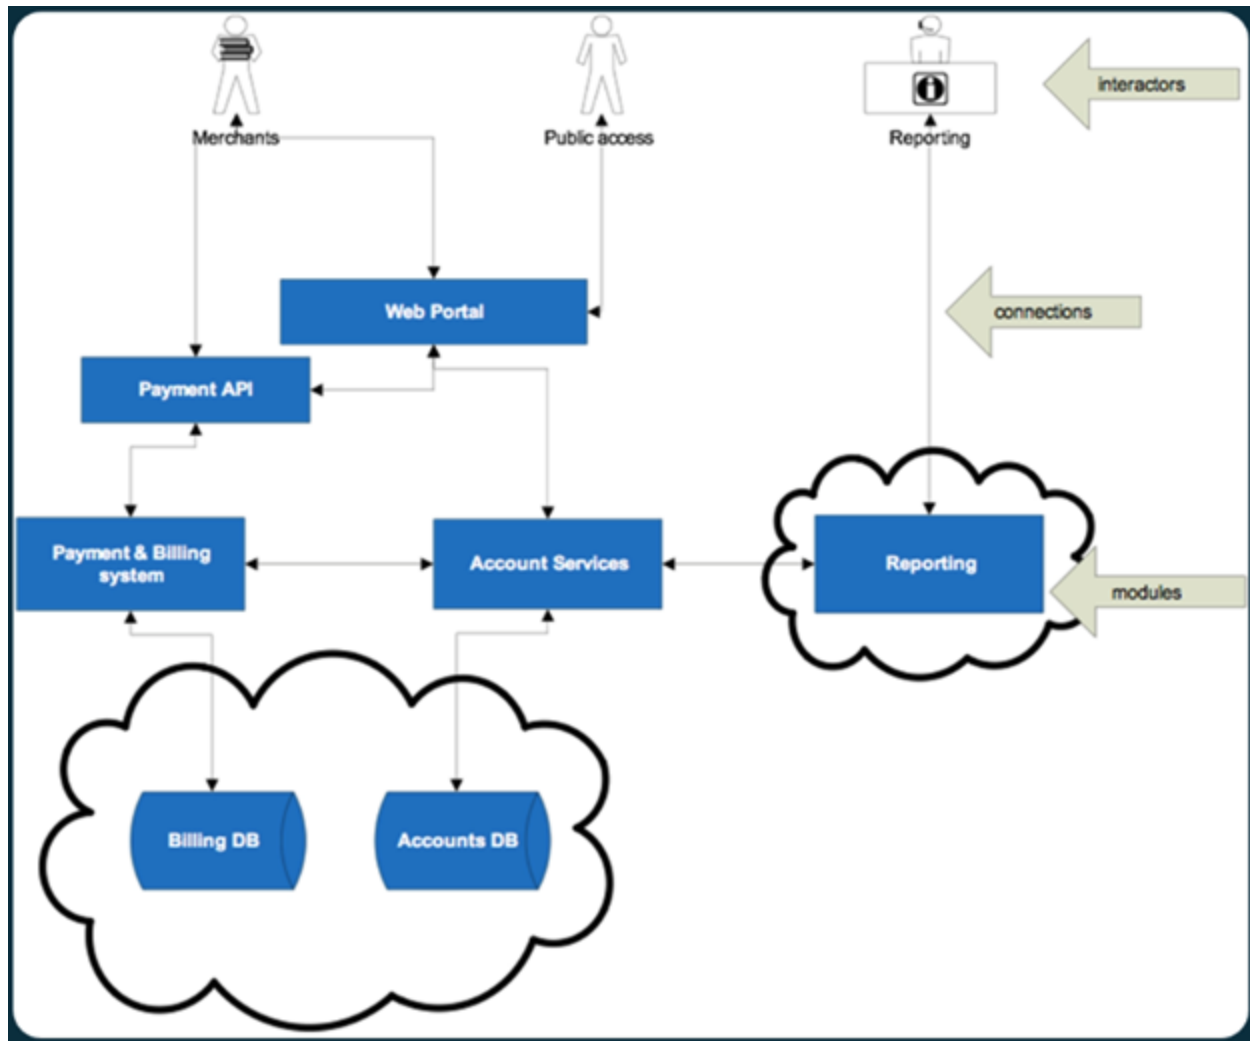 Merchants
Public access
Reporting
interactors
Web Portal
connections
Payment API
Payment & Billing
system
Account Services
Reporting
modules
Billing DB
Accounts DB